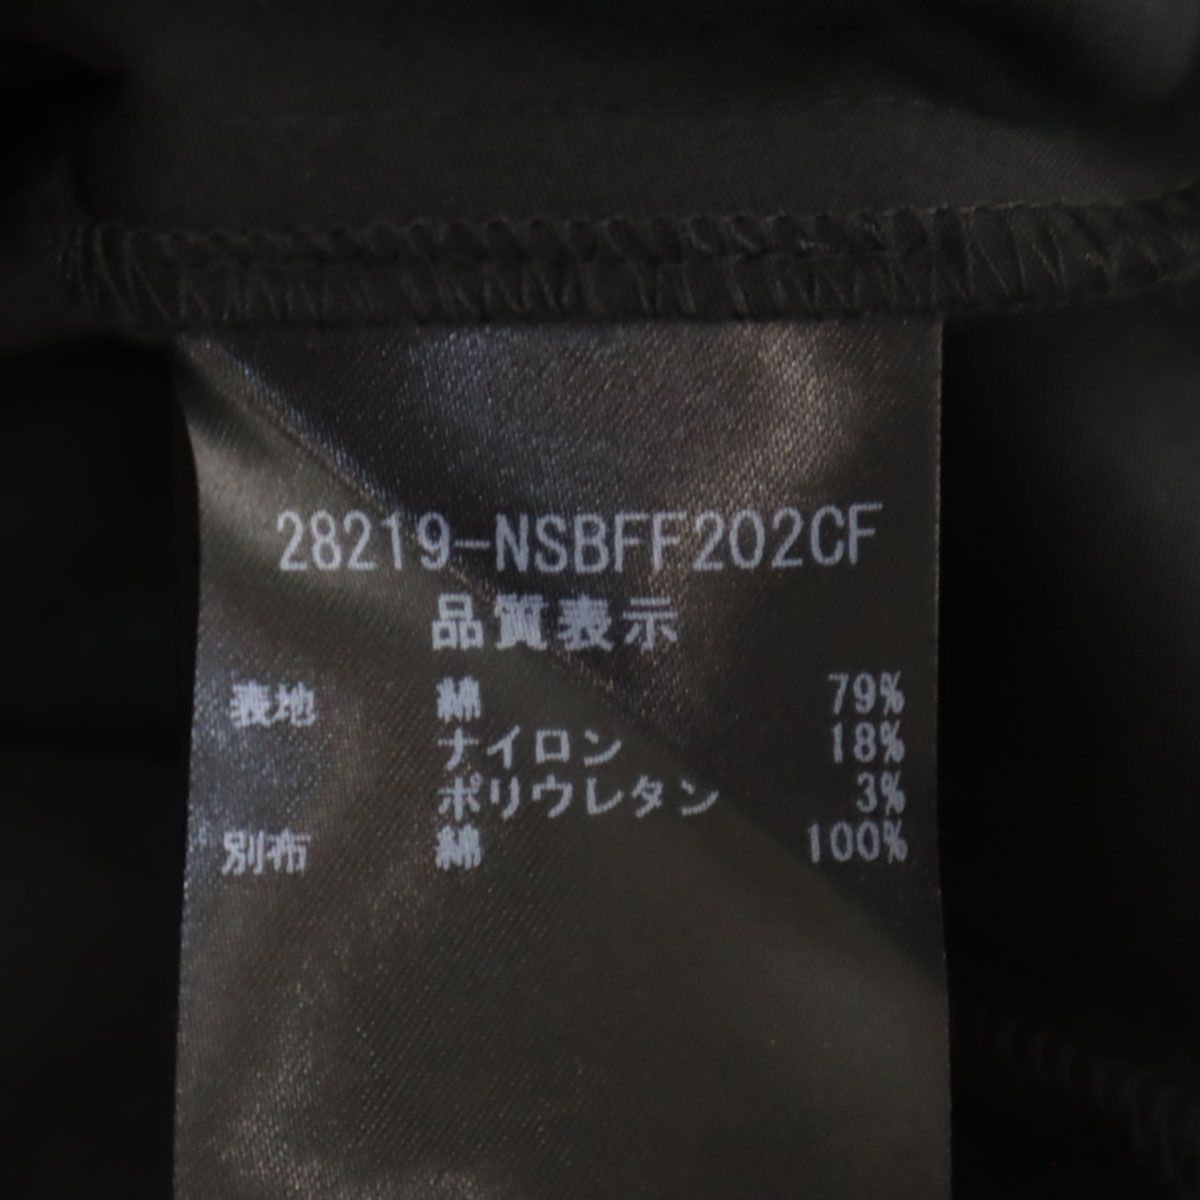 28219-NSBFF202CF
品質表示
表地 綿 79%
ナイロン 18%
ポリウレタン 3%
別布 綿 100%